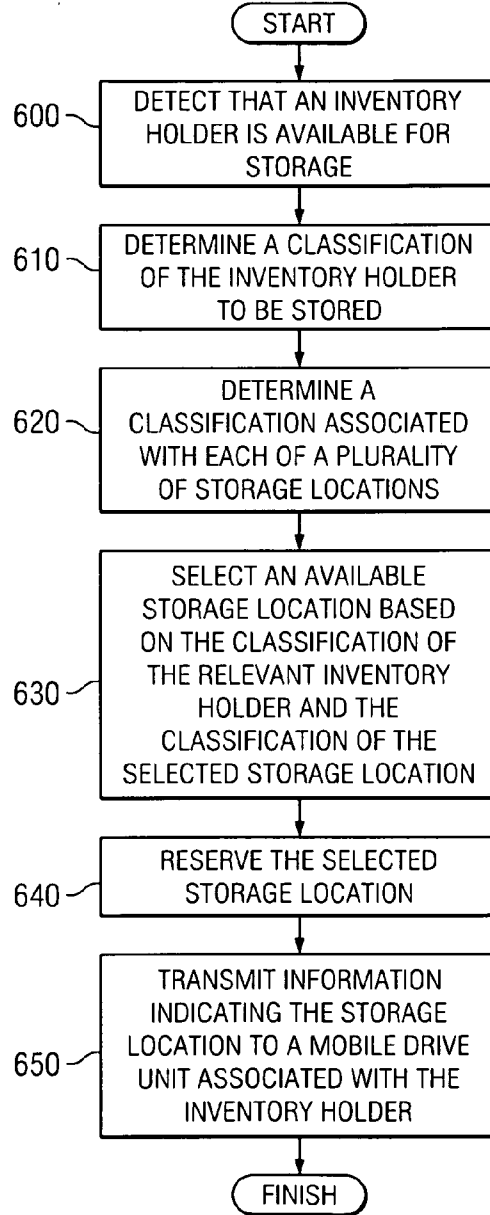 START
600
DETECT THAT AN INVENTORY
HOLDER IS AVAILABLE FOR
STORAGE
610
DETERMINE A CLASSIFICATION
OF THE INVENTORY HOLDER
TO BE STORED
620
DETERMINE A
CLASSIFICATION ASSOCIATED
WITH EACH OF A PLURALITY
OF STORAGE LOCATIONS
630
SELECT AN AVAILABLE
STORAGE LOCATION BASED
ON THE CLASSIFICATION OF
THE RELEVANT INVENTORY
HOLDER AND THE
CLASSIFICATION OF THE
SELECTED STORAGE LOCATION
640
RESERVE THE SELECTED
STORAGE LOCATION
650
TRANSMIT INFORMATION
INDICATING THE STORAGE
LOCATION TO A MOBILE DRIVE
UNIT ASSOCIATED WITH THE
INVENTORY HOLDER
FINISH